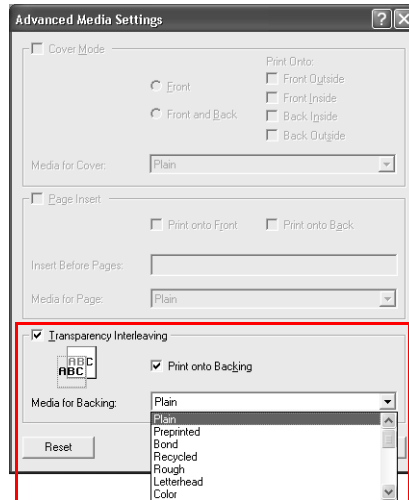 Advanced Media Settings
Cover Mode
Print Onto:
Front Outside
Front
Front Inside
Front and Back
Back Inside
Back Outside
Media for Cover: Plain
Page Insert
Print onto Front Print onto Back
Insert Before Pages:
Media for Page: Plain
Transparency Interleaving
ABC
ABC
Print onto Backing
Media for Backing: Plain
Plain
Preprinted
Bond
Recycled
Rough
Letterhead
Color
Reset